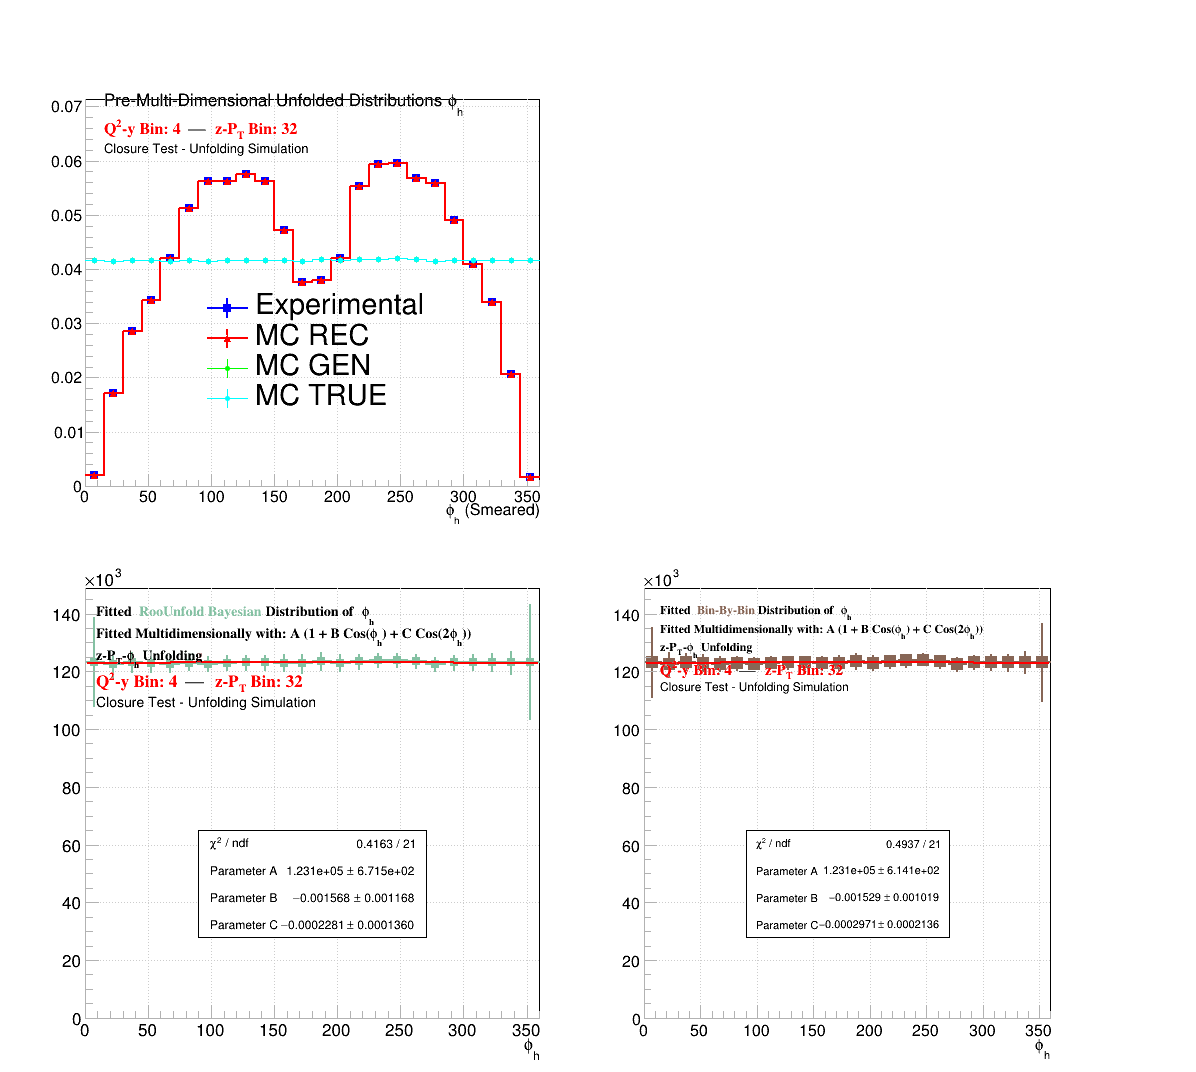 Pre-Multi-Dimensional Unfolded Distributions ϕh
Q²-y Bin: 4 — z-PT Bin: 32
Closure Test - Unfolding Simulation
0.07
0.06
0.05
0.04
0.03
0.02
0.01
0
Experimental
MC REC
MC GEN
MC TRUE
0 50 100 150 200 250 300 350
ϕh (Smeared)
×10³
Fitted RooUnfold Bayesian Distribution of ϕh
Fitted Multidimensionally with: A (1 + B Cos(ϕh) + C Cos(2ϕh))
z-PT-ϕh Unfolding
Q²-y Bin: 4 — z-PT Bin: 32
Closure Test - Unfolding Simulation
140
120
100
80
60
40
20
0
χ² / ndf 0.4163 / 21
Parameter A 1.231e+05 ± 6.715e+02
Parameter B −0.001568 ± 0.001168
Parameter C −0.0002281 ± 0.0001360
0 50 100 150 200 250 300 350
ϕh
×10³
Fitted Bin-By-Bin Distribution of ϕh
Fitted Multidimensionally with: A (1 + B Cos(ϕh) + C Cos(2ϕh))
z-PT-ϕh Unfolding
Q²-y Bin: 4 — z-PT Bin: 32
Closure Test - Unfolding Simulation
140
120
100
80
60
40
20
0
χ² / ndf 0.4937 / 21
Parameter A 1.231e+05 ± 6.141e+02
Parameter B −0.001529 ± 0.001019
Parameter C −0.0002971 ± 0.0002136
0 50 100 150 200 250 300 350
ϕh